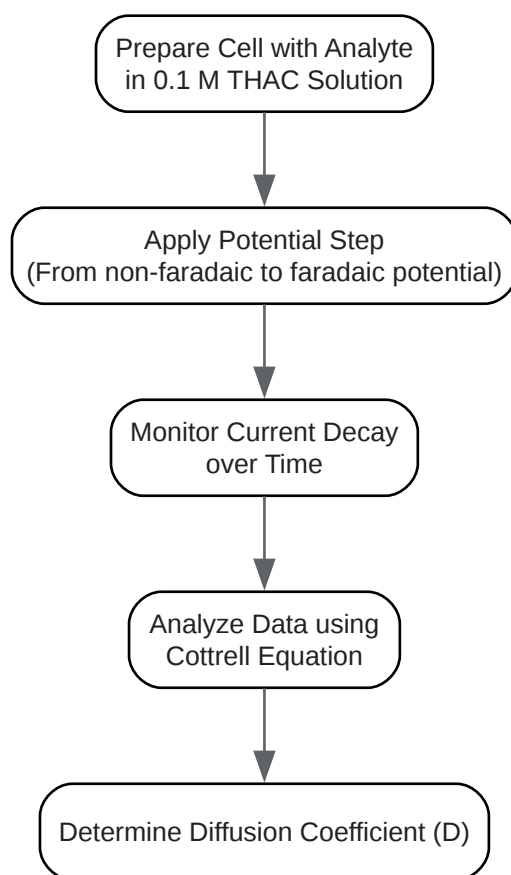 Prepare Cell with Analyte
in 0.1 M THAC Solution
Apply Potential Step
(From non-faradaic to faradaic potential)
Monitor Current Decay
over Time
Analyze Data using
Cottrell Equation
Determine Diffusion Coefficient (D)